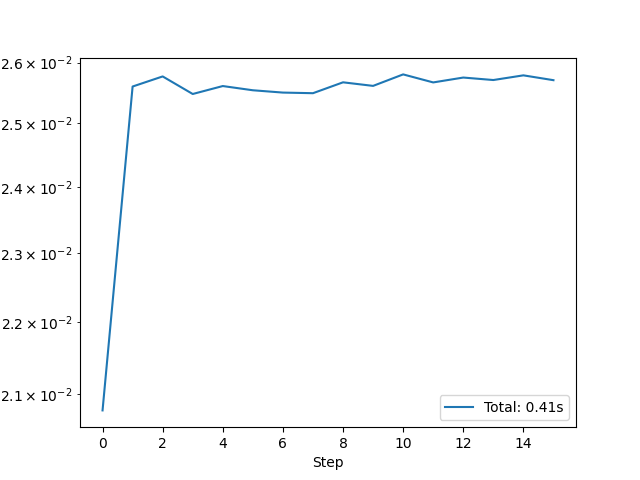 2.6 × 10⁻²
2.5 × 10⁻²
2.4 × 10⁻²
2.3 × 10⁻²
2.2 × 10⁻²
2.1 × 10⁻²
Total: 0.41s
0 2 4 6 8 10 12 14
Step